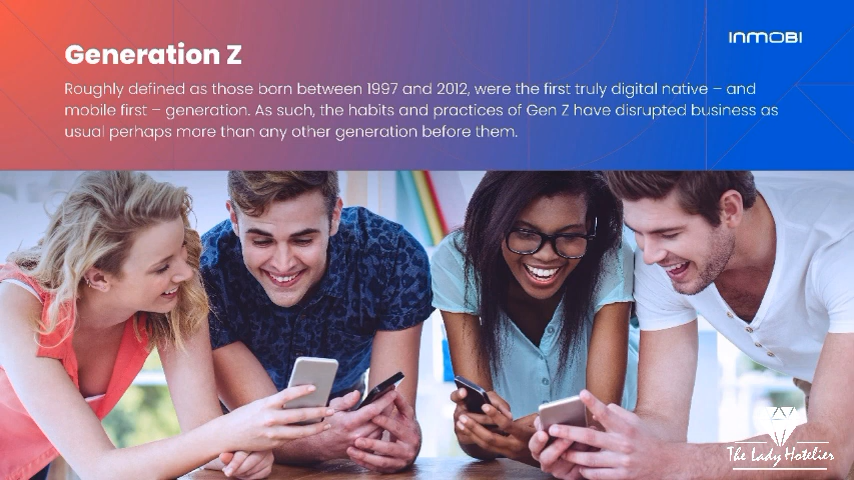 INMOBI
Generation Z
Roughly defined as those born between 1997 and 2012, were the first truly digital native – and
mobile first – generation. As such, the habits and practices of Gen Z have disrupted business as
usual perhaps more than any other generation before them.
The Lady Hotelier